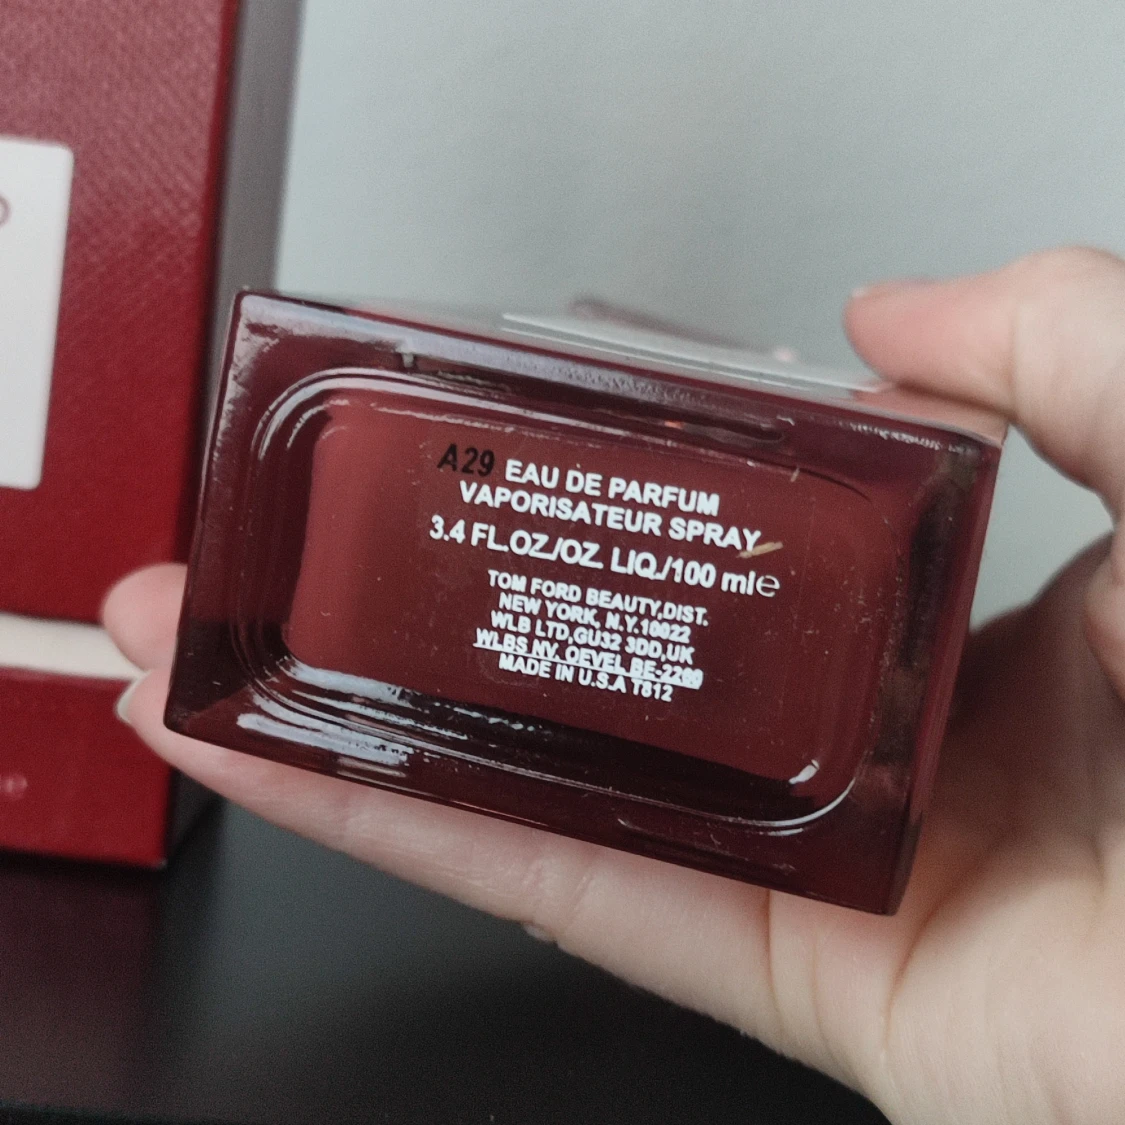 A29 EAU DE PARFUM
VAPORISATEUR SPRAY
3.4 FL.OZ./OZ. LIQ./100 ml e
TOM FORD BEAUTY,DIST.
NEW YORK, N.Y.10022
WLB LTD,GU32 3DD,UK
WLBS NV. OEVEL BE-2260
MADE IN U.S.A T812